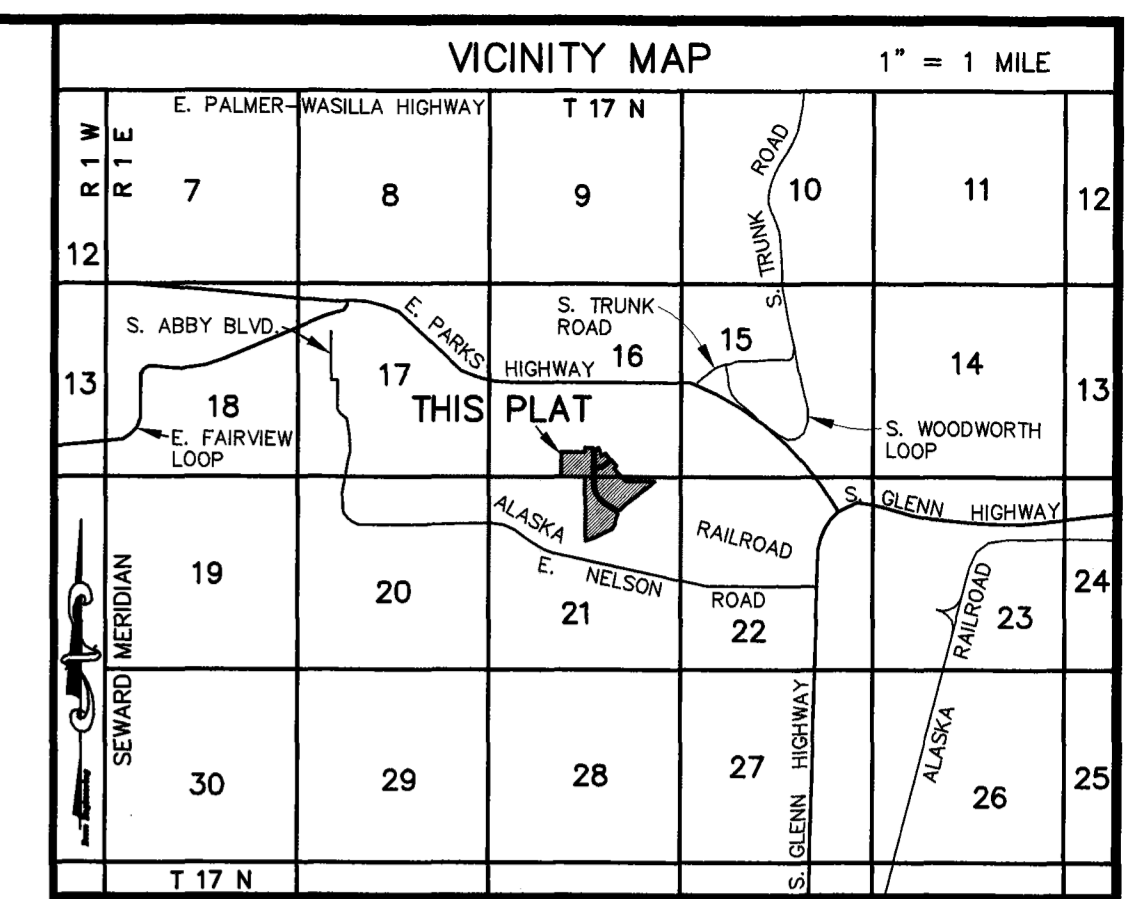 VICINITY MAP
1" = 1 MILE
E. PALMER-WASILLA HIGHWAY
T 17 N
R 1 W
R 1 E
7
8
9
10
11
12
12
S. TRUNK ROAD
S. ABBY BLVD.
E. PARKS
HIGHWAY
S. TRUNK
ROAD
13
18
17
16
15
14
13
THIS PLAT
E. FAIRVIEW
LOOP
S. WOODWORTH
LOOP
S. GLENN HIGHWAY
ALASKA
RAILROAD
E. NELSON
ROAD
SEWARD MERIDIAN
19
20
21
22
23
24
ALASKA RAILROAD
S. GLENN HIGHWAY
30
29
28
27
26
25
T 17 N